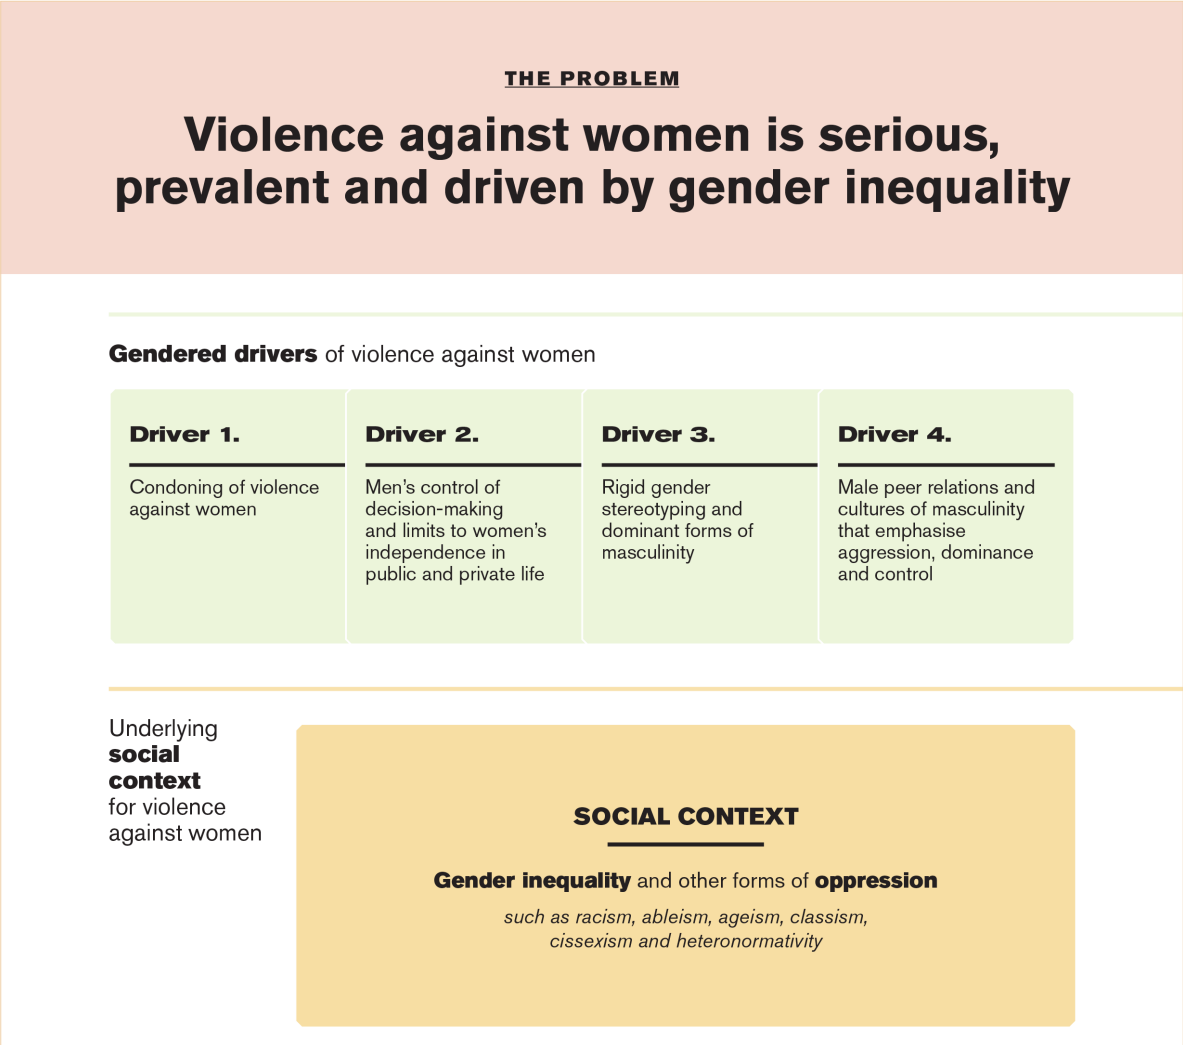 THE PROBLEM
Violence against women is serious,
prevalent and driven by gender inequality
Gendered drivers of violence against women
Driver 1.
Condoning of violence
against women
Driver 2.
Men’s control of
decision-making
and limits to women’s
independence in
public and private life
Driver 3.
Rigid gender
stereotyping and
dominant forms of
masculinity
Driver 4.
Male peer relations and
cultures of masculinity
that emphasise
aggression, dominance
and control
Underlying
social
context
for violence
against women
SOCIAL CONTEXT
Gender inequality and other forms of oppression
such as racism, ableism, ageism, classism,
cissexism and heteronormativity